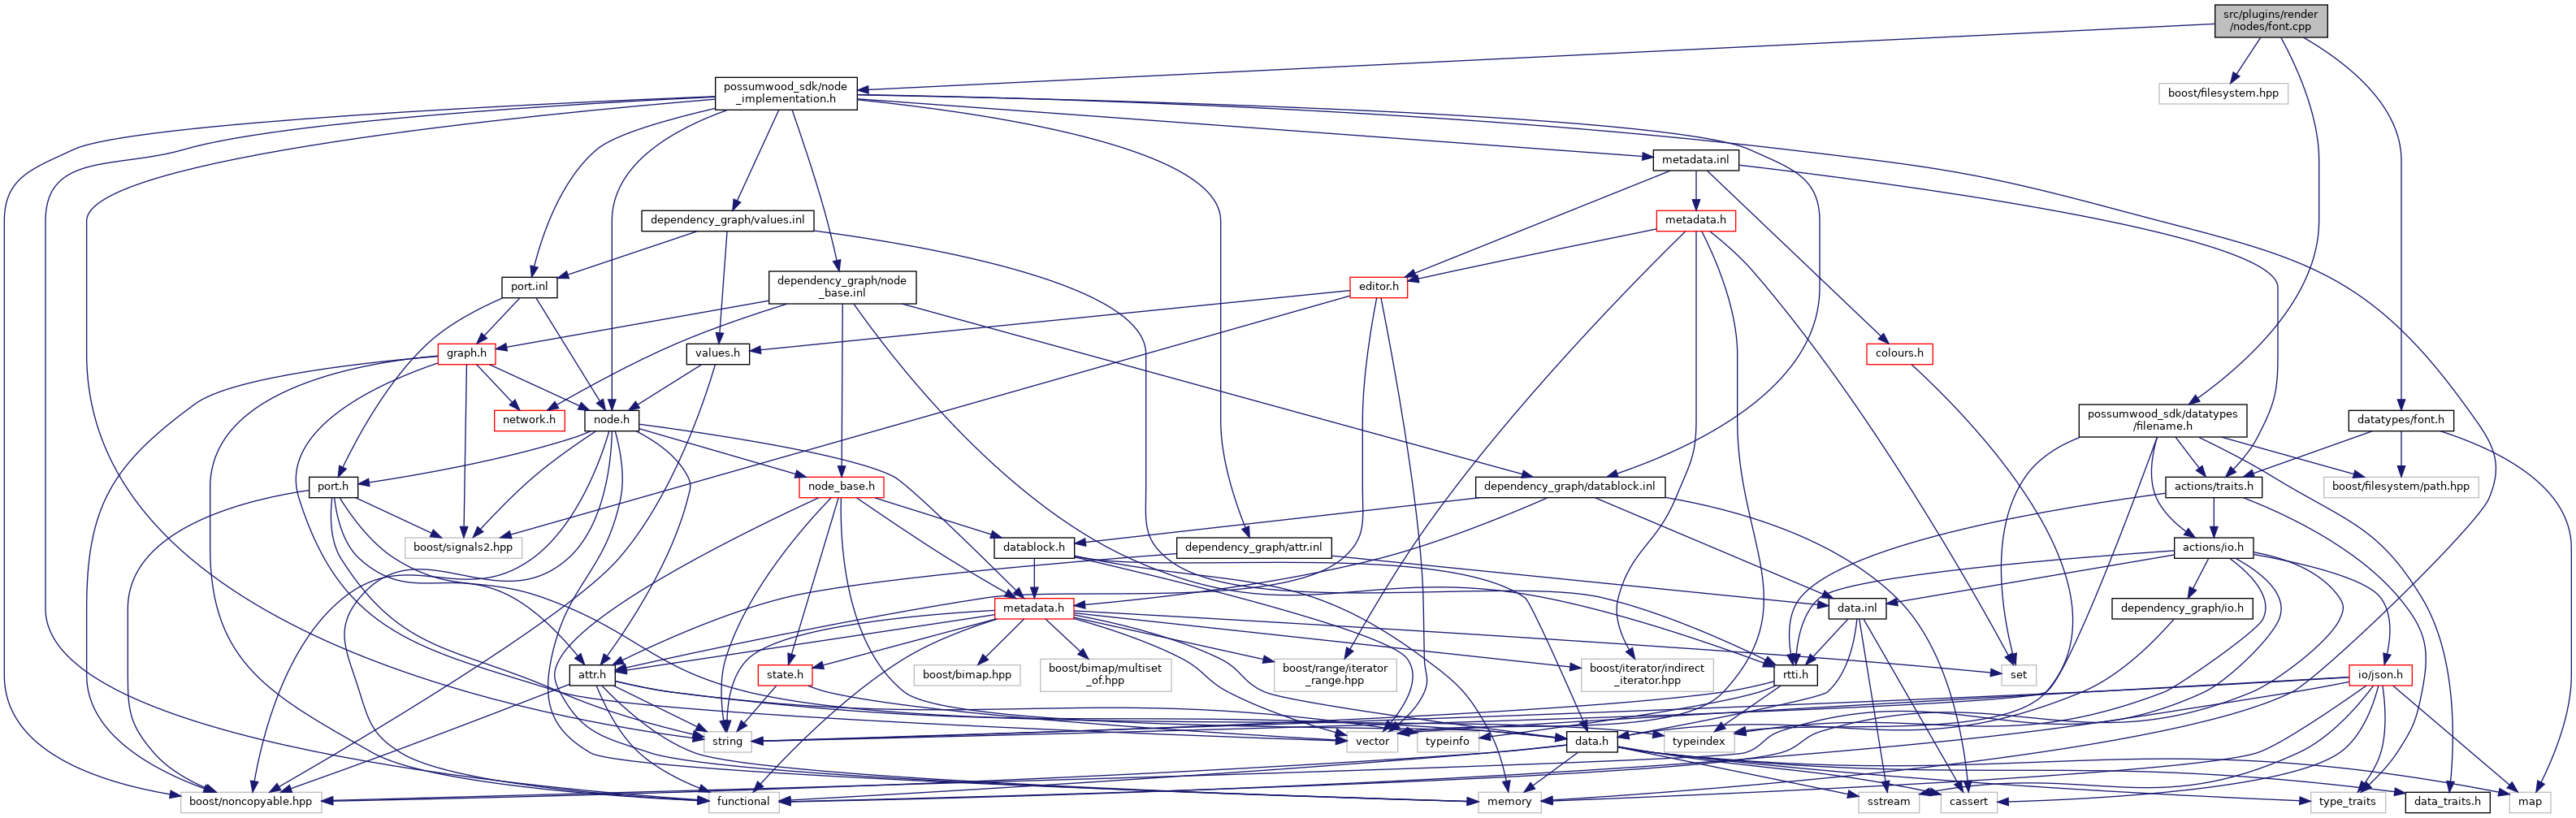 src/plugins/render
/nodes/font.cpp
possumwood_sdk/node
_implementation.h
boost/filesystem.hpp
metadata.inl
dependency_graph/values.inl
metadata.h
port.inl
dependency_graph/node
_base.inl
editor.h
graph.h
values.h
colours.h
network.h
node.h
possumwood_sdk/datatypes
/filename.h
datatypes/font.h
port.h
node_base.h
dependency_graph/datablock.inl
actions/traits.h
boost/filesystem/path.hpp
boost/signals2.hpp
datablock.h
dependency_graph/attr.inl
actions/io.h
metadata.h
data.inl
dependency_graph/io.h
attr.h
state.h
boost/bimap.hpp
boost/bimap/multiset
_of.hpp
boost/range/iterator
_range.hpp
boost/iterator/indirect
_iterator.hpp
rtti.h
set
io/json.h
string
vector
typeinfo
data.h
typeindex
boost/noncopyable.hpp
functional
memory
sstream
cassert
type_traits
data_traits.h
map